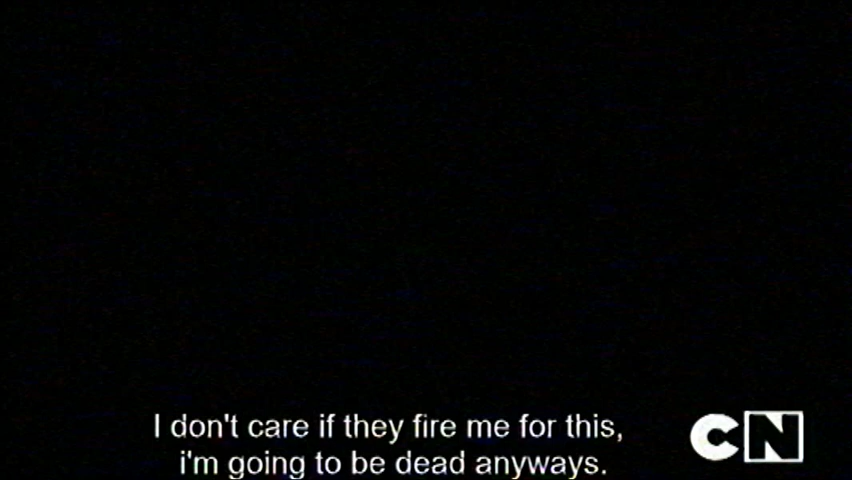 I don't care if they fire me for this,
i'm going to be dead anyways.
CN